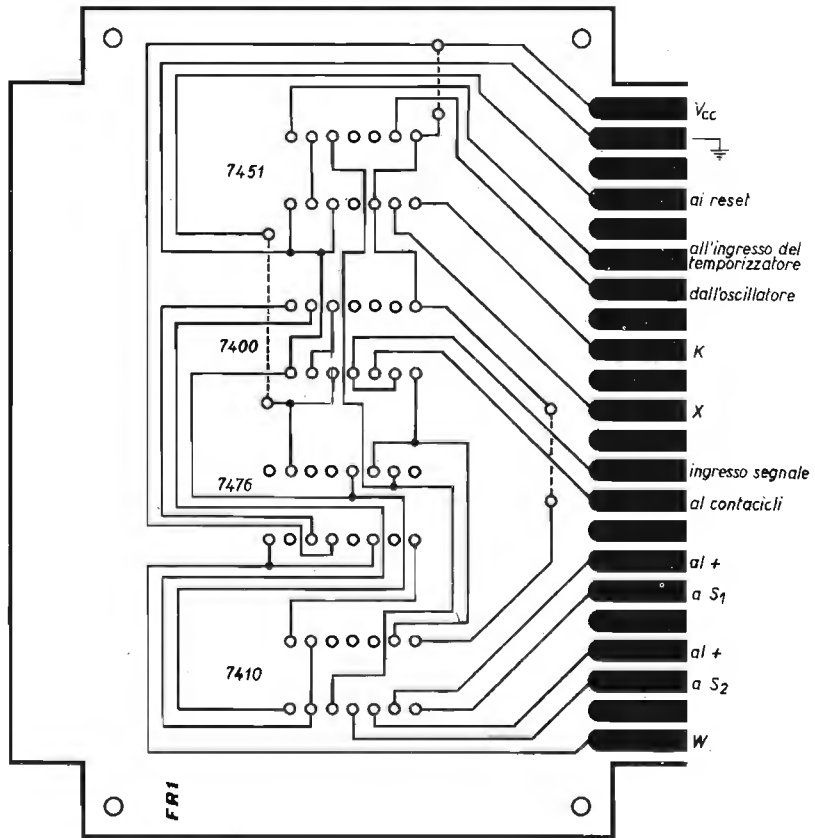 Vcc
7451
ai reset
all'ingresso del
temporizzatore
dall'oscillatore
7400
K
X
7476
ingresso segnale
al contacicli
al +
a S1
7410
al +
a S2
W
FR1